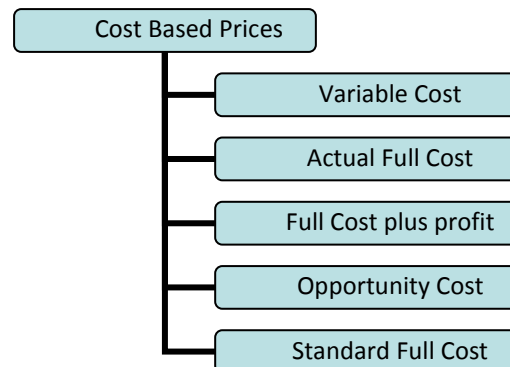 Cost Based Prices
Variable Cost
Actual Full Cost
Full Cost plus profit
Opportunity Cost
Standard Full Cost